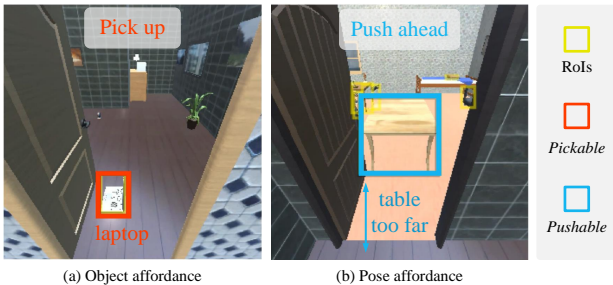 Pick up
laptop
(a) Object affordance
Push ahead
table
too far
(b) Pose affordance
RoIs
Pickable
Pushable